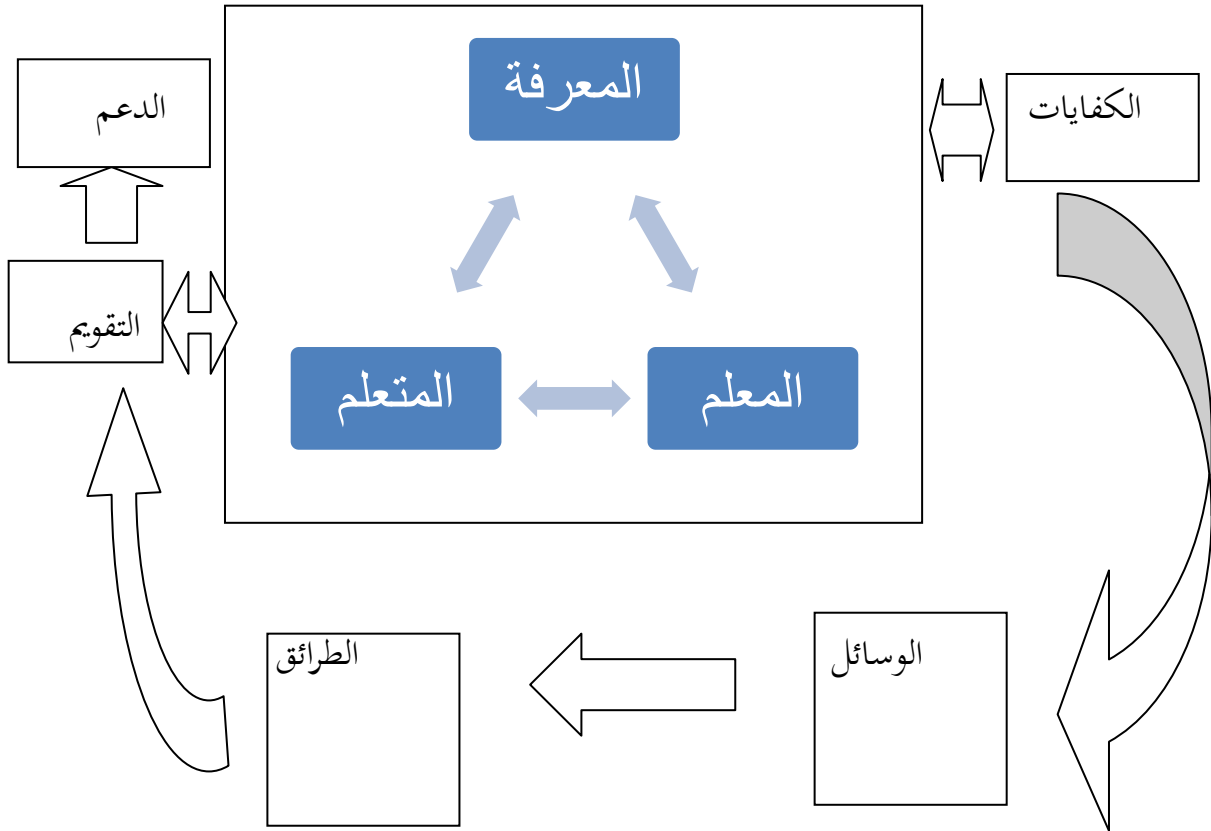 المعرفة
الكفايات
الدعم
التقويم
المعلم
المتعلم
الوسائل
الطرائق